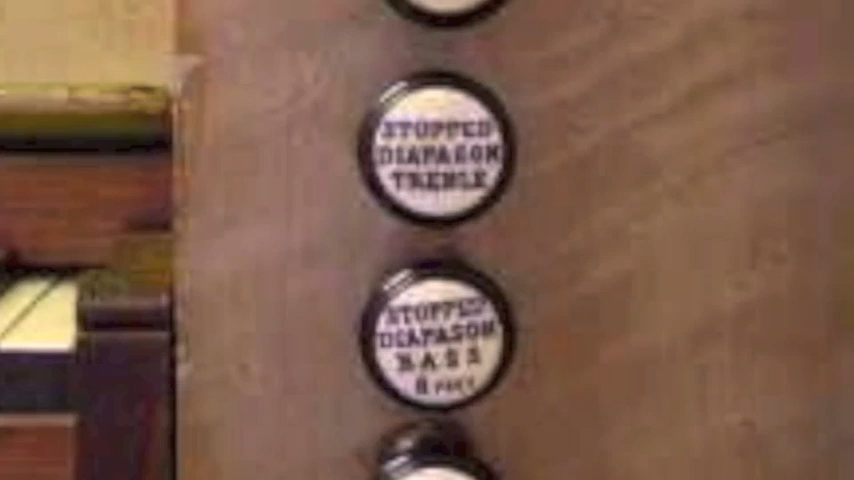 STOPPED
DIAPASON
TREBLE
STOPPED
DIAPASON
BASS
8 FEET